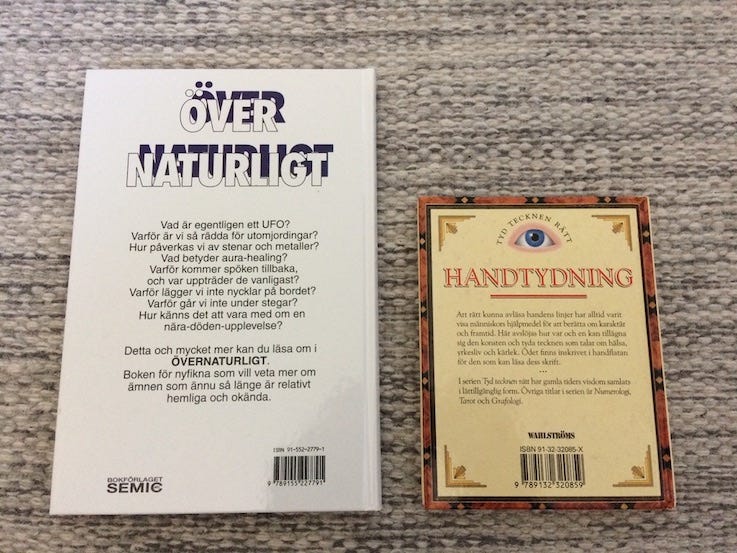 ÖVER
NATURLIGT
Vad är egentligen ett UFO?
Varför är vi så rädda för utomjordingar?
Hur påverkas vi av stenar och metaller?
Vad betyder aura-healing?
Varför kommer spöken tillbaka,
och var uppträder de vanligast?
Varför lägger vi inte nycklar på bordet?
Varför går vi inte under stegar?
Hur känns det att vara med om en
nära-döden-upplevelse?
Detta och mycket mer kan du läsa om i
ÖVERNATURLIGT.
Boken för nyfikna som vill veta mer om
ämnen som ännu så länge är relativt
hemliga och okända.
ISBN 91-552-2779-1
9 789155 227791
BOKFÖRLAGET
SEMIC
TYD TECKNEN RÄTT
HANDTYDNING
Att rätt kunna avläsa handens linjer har alltid varit
visa människors hjälpmedel för att berätta om karaktär
och framtid. Här avslöjas hur var och en kan tillägna
sig den konsten och tyda tecknen som talar om hälsa,
yrkesliv och kärlek. Ödet finns inskrivet i handflatan
för den som kan läsa dess skrift.
...
I serien Tyd tecknen rätt har gamla tiders visdom samlats
i lättillgänglig form. Övriga titlar i serien är Numerologi,
Tarot och Grafologi.
WAHLSTRÖMS
ISBN 91-32-32085-X
9 789132 320859